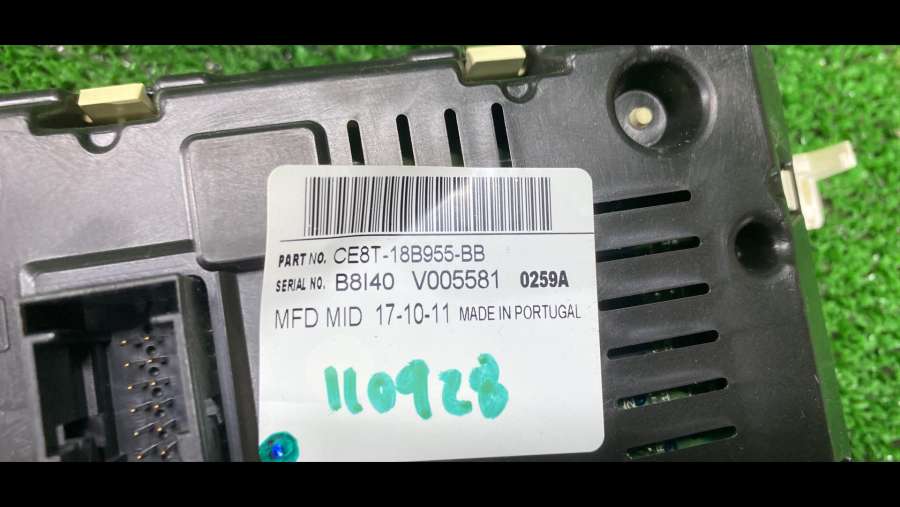 PART NO. CE8T-18B955-BB
SERIAL NO. B8I40 V005581 0259A
MFD MID 17-10-11 MADE IN PORTUGAL
110928